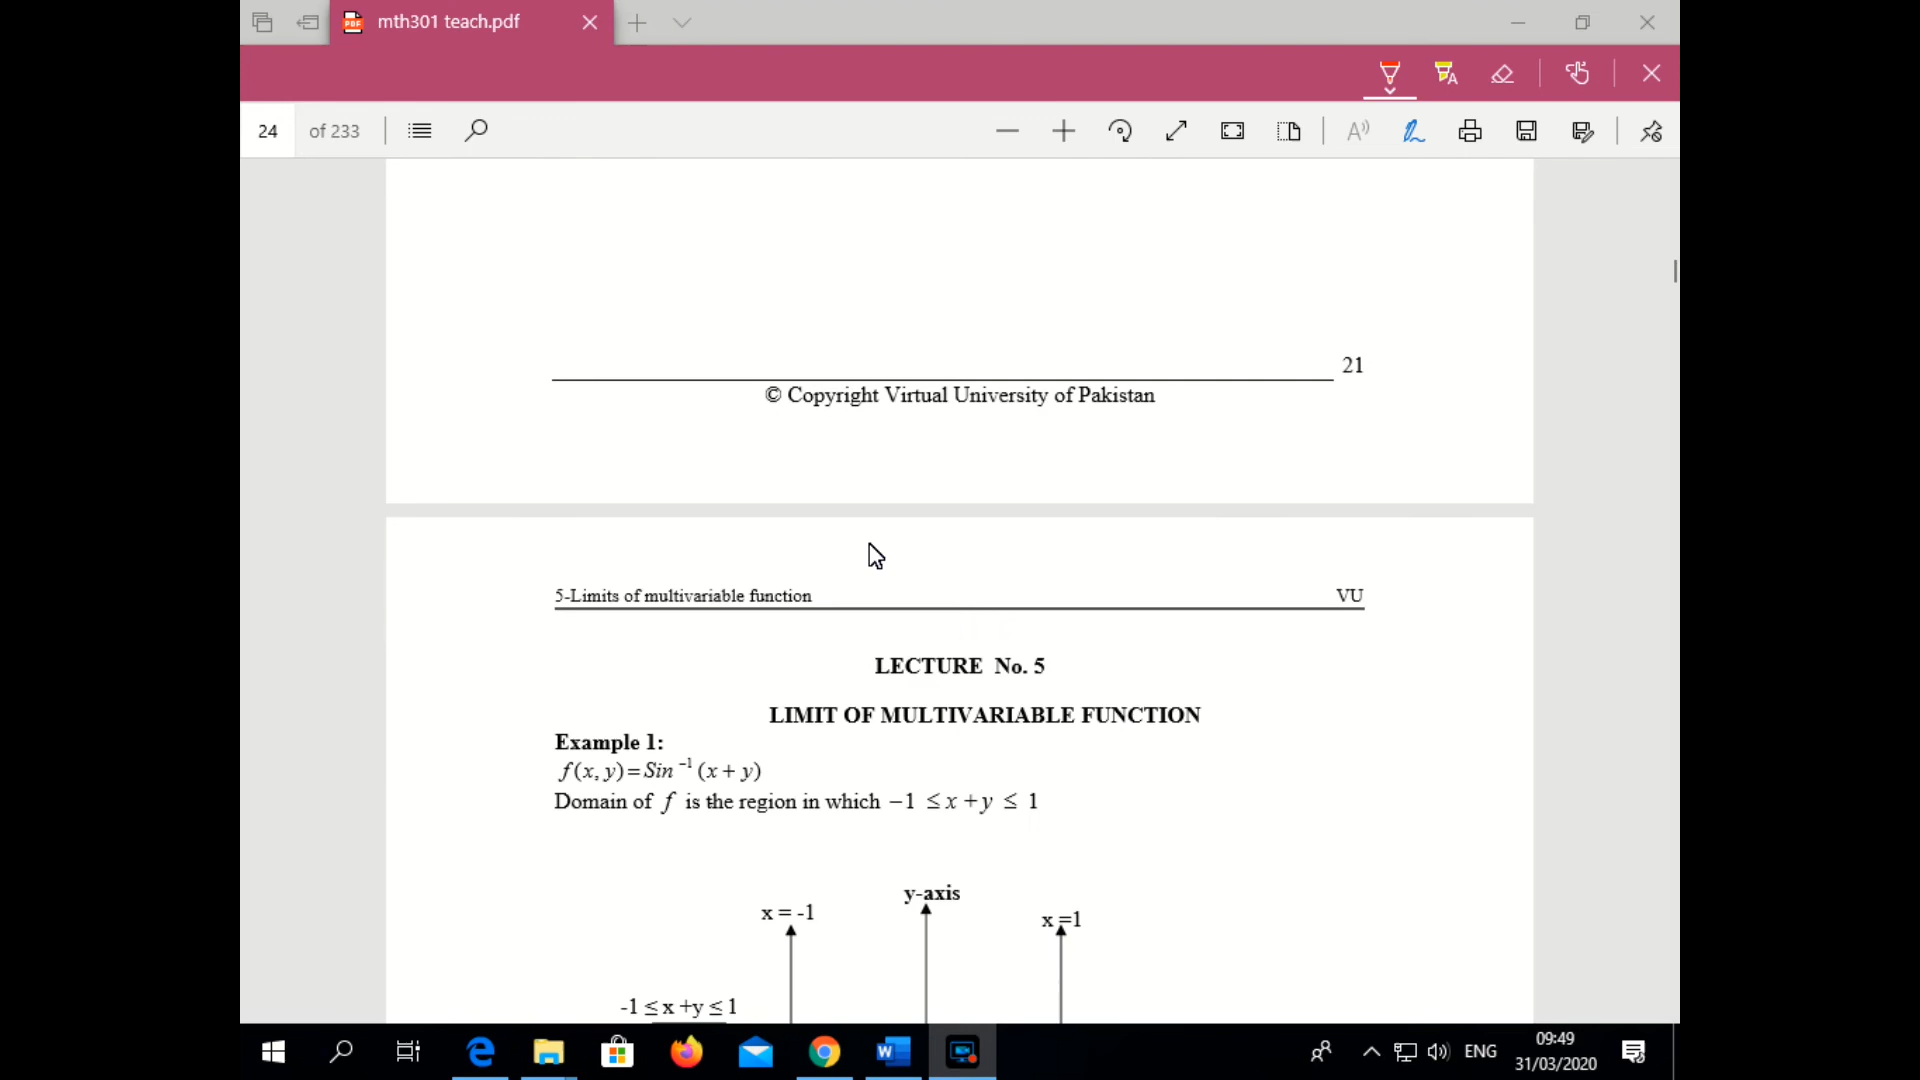 mth301 teach.pdf
24 of 233
21
© Copyright Virtual University of Pakistan
5-Limits of multivariable function VU
LECTURE No. 5
LIMIT OF MULTIVARIABLE FUNCTION
Example 1:
f(x, y)=Sin⁻¹(x+y)
Domain of f is the region in which −1 ≤x+y ≤ 1
y-axis
x = -1
x =1
-1 ≤x +y ≤ 1
ENG
09:49
31/03/2020